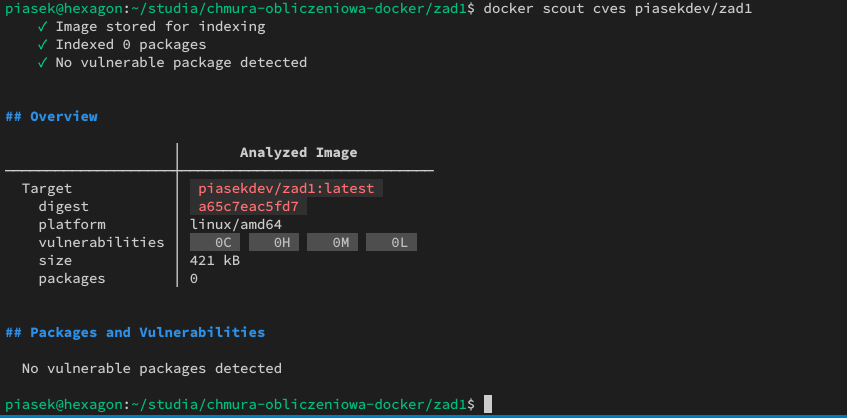 piasek@hexagon:~/studia/chmura-obliczeniowa-docker/zad1$ docker scout cves piasekdev/zad1
✓ Image stored for indexing
✓ Indexed 0 packages
✓ No vulnerable package detected
## Overview
Analyzed Image
Target piasekdev/zad1:latest
digest a65c7eac5fd7
platform linux/amd64
vulnerabilities 0C 0H 0M 0L
size 421 kB
packages 0
## Packages and Vulnerabilities
No vulnerable packages detected
piasek@hexagon:~/studia/chmura-obliczeniowa-docker/zad1$